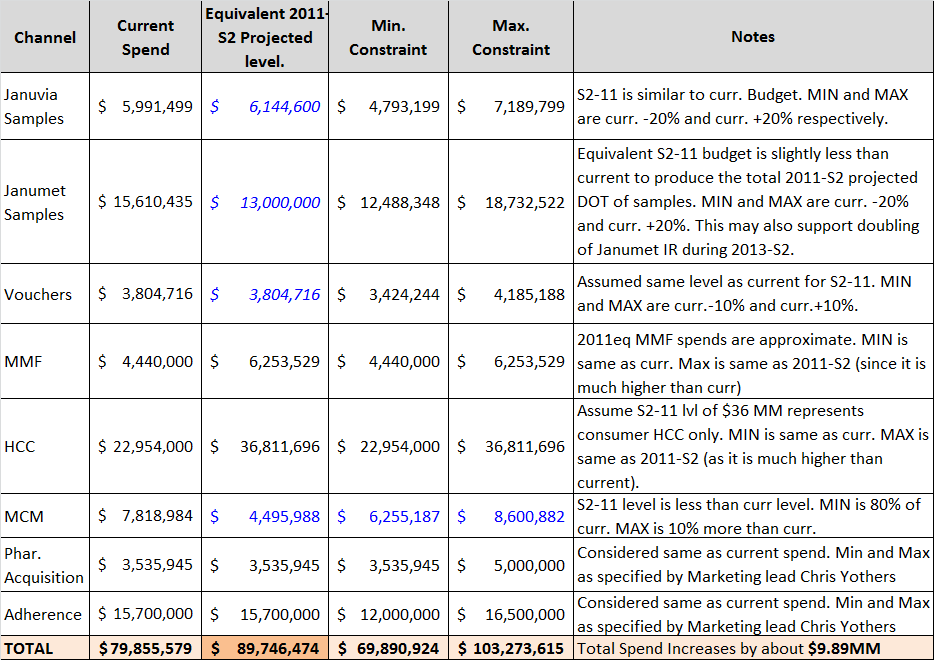 Channel Current Spend Equivalent 2011-S2 Projected level. Min. Constraint Max. Constraint Notes
Januvia Samples $ 5,991,499 $ 6,144,600 $ 4,793,199 $ 7,189,799 S2-11 is similar to curr. Budget. MIN and MAX
are curr. -20% and curr. +20% respectively.
Janumet Samples $ 15,610,435 $ 13,000,000 $ 12,488,348 $ 18,732,522 Equivalent S2-11 budget is slightly less than
current to produce the total 2011-S2 projected
DOT of samples. MIN and MAX are curr. -20%
and curr. +20%. This may also support doubling
of Janumet IR during 2013-S2.
Vouchers $ 3,804,716 $ 3,804,716 $ 3,424,244 $ 4,185,188 Assumed same level as current for S2-11. MIN
and MAX are curr.-10% and curr.+10%.
MMF $ 4,440,000 $ 6,253,529 $ 4,440,000 $ 6,253,529 2011eq MMF spends are approximate. MIN is
same as curr. Max is same as 2011-S2 (since it is
much higher than curr)
HCC $ 22,954,000 $ 36,811,696 $ 22,954,000 $ 36,811,696 Assume S2-11 lvl of $36 MM represents
consumer HCC only. MIN is same as curr. MAX is
same as 2011-S2 (as it is much higher than
current).
MCM $ 7,818,984 $ 4,495,988 $ 6,255,187 $ 8,600,882 S2-11 level is less than curr level. MIN is 80% of
curr. MAX is 10% more than curr.
Phar. Acquisition $ 3,535,945 $ 3,535,945 $ 3,535,945 $ 5,000,000 Considered same as current spend. Min and Max
as specified by Marketing lead Chris Yothers
Adherence $ 15,700,000 $ 15,700,000 $ 12,000,000 $ 16,500,000 Considered same as current spend. Min and Max
as specified by Marketing lead Chris Yothers
TOTAL $ 79,855,579 $ 89,746,474 $ 69,890,924 $ 103,273,615 Total Spend Increases by about $9.89MM